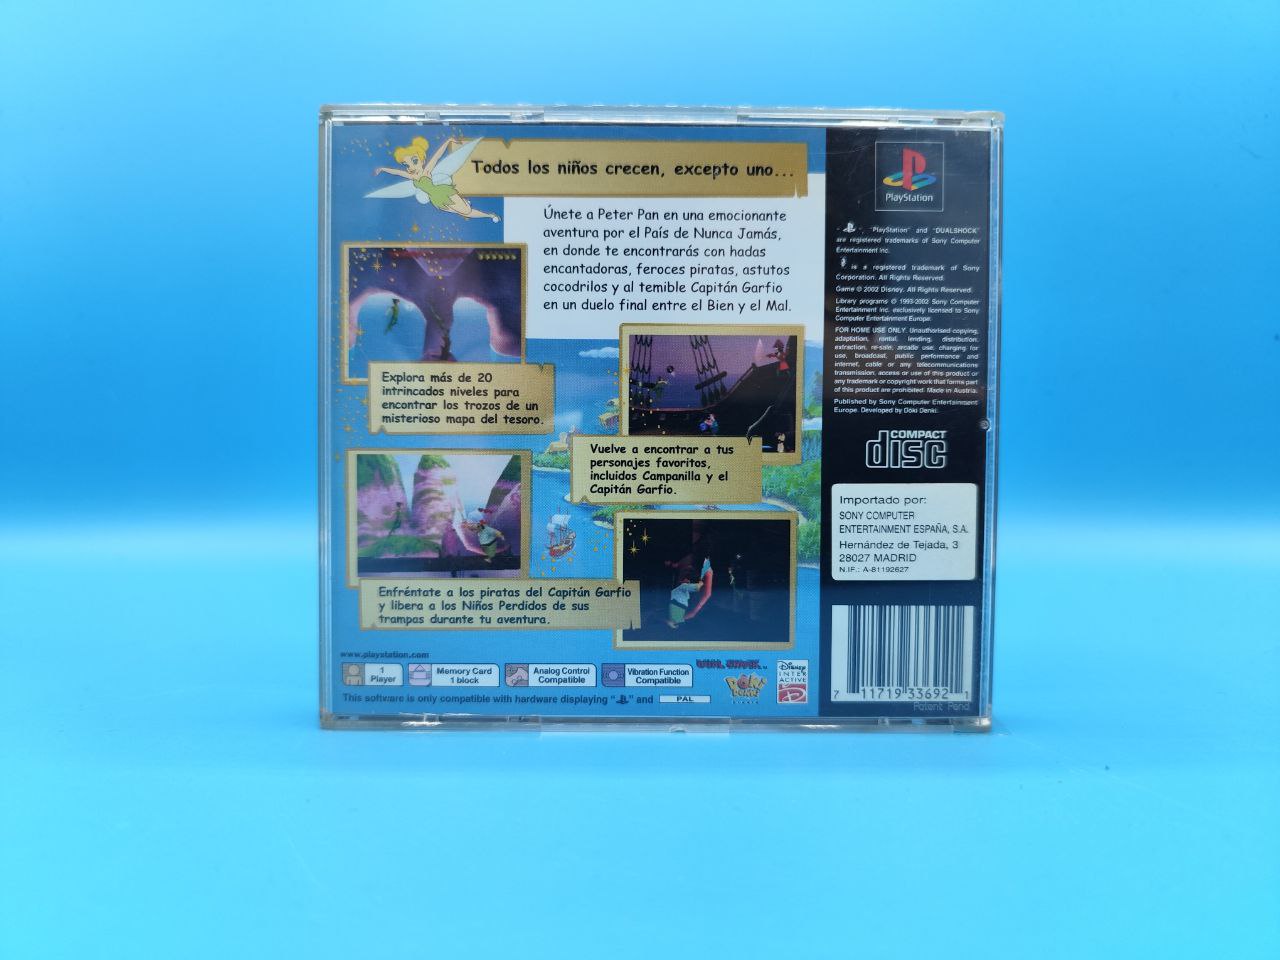 Todos los niños crecen, excepto uno...
Únete a Peter Pan en una emocionante
aventura por el País de Nunca Jamás,
en donde te encontrarás con hadas
encantadoras, feroces piratas, astutos
cocodrilos y al temible Capitán Garfio
en un duelo final entre el Bien y el Mal.
Explora más de 20
intrincados niveles para
encontrar los trozos de un
misterioso mapa del tesoro.
Vuelve a encontrar a tus
personajes favoritos,
incluidos Campanilla y el
Capitán Garfio.
Enfréntate a los piratas del Capitán Garfio
y libera a los Niños Perdidos de sus
trampas durante tu aventura.
www.playstation.com
1
Player
Memory Card
1 block
Analog Control
Compatible
Vibration Function
Compatible
DUAL SHOCK
DOKI
DENKI
STUDIO
Disney
INTER
ACTIVE
This software is only compatible with hardware displaying " " and PAL
PlayStation
" ", "PlayStation" and "DUALSHOCK"
are registered trademarks of Sony Computer
Entertainment Inc.
is a registered trademark of Sony
Corporation. All Rights Reserved.
Game © 2002 Disney. All Rights Reserved.
Library programs © 1993-2002 Sony Computer
Entertainment Inc. exclusively licensed to Sony
Computer Entertainment Europe.
FOR HOME USE ONLY. Unauthorised copying,
adaptation, rental, lending, distribution,
extraction, re-sale, arcade use, charging for
use, broadcast, public performance and
internet, cable or any telecommunications
transmission, access or use of this product or
any trademark or copyright work that forms part
of this product are prohibited. Made in Austria.
Published by Sony Computer Entertainment
Europe. Developed by Dóki Denki.
COMPACT
disc
Importado por:
SONY COMPUTER
ENTERTAINMENT ESPAÑA, S.A.
Hernández de Tejada, 3
28027 MADRID
N.I.F.: A-81192627
7 11719 33692 1
Patent Pend.